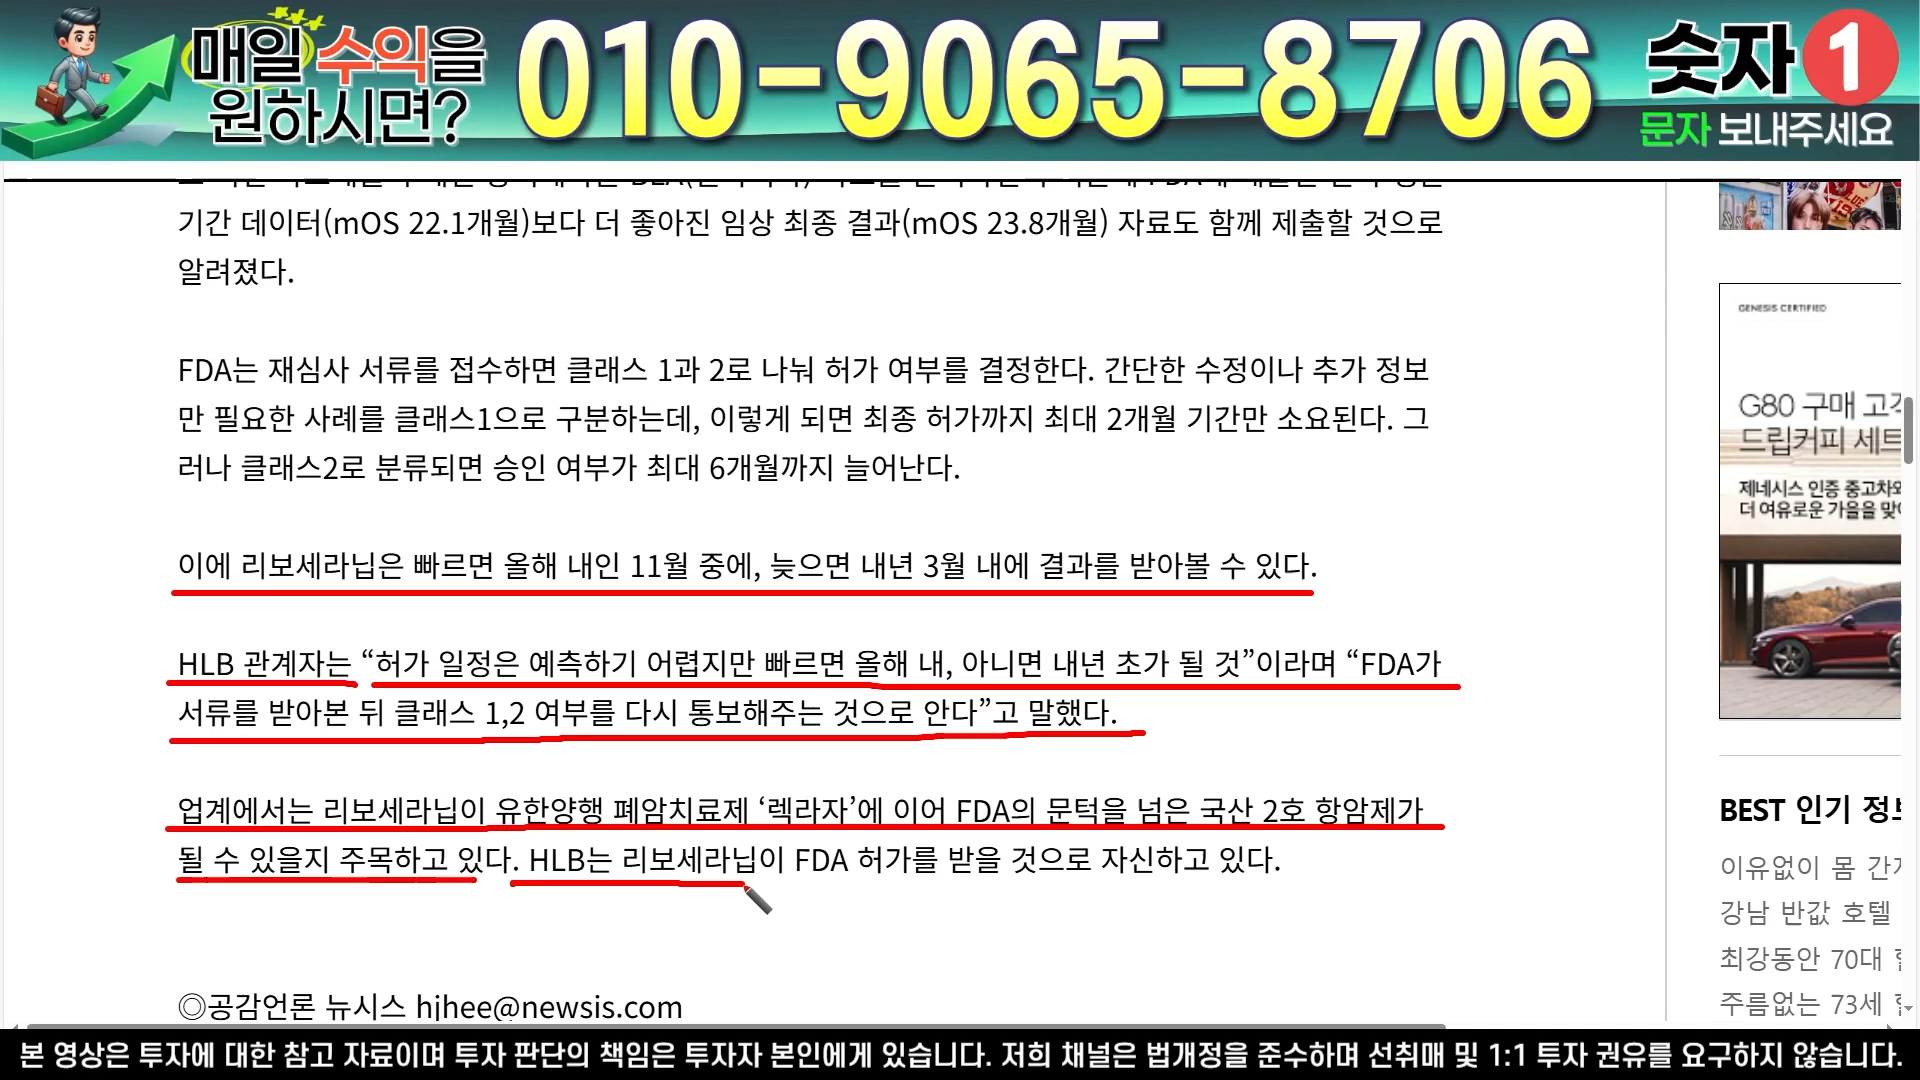 매일 수익을
원하시면?
010-9065-8706
숫자 1
문자 보내주세요
기간 데이터(mOS 22.1개월)보다 더 좋아진 임상 최종 결과(mOS 23.8개월) 자료도 함께 제출할 것으로
알려졌다.
FDA는 재심사 서류를 접수하면 클래스 1과 2로 나눠 허가 여부를 결정한다. 간단한 수정이나 추가 정보
만 필요한 사례를 클래스1으로 구분하는데, 이렇게 되면 최종 허가까지 최대 2개월 기간만 소요된다. 그
러나 클래스2로 분류되면 승인 여부가 최대 6개월까지 늘어난다.
이에 리보세라닙은 빠르면 올해 내인 11월 중에, 늦으면 내년 3월 내에 결과를 받아볼 수 있다.
HLB 관계자는 “허가 일정은 예측하기 어렵지만 빠르면 올해 내, 아니면 내년 초가 될 것”이라며 “FDA가
서류를 받아본 뒤 클래스 1,2 여부를 다시 통보해주는 것으로 안다”고 말했다.
업계에서는 리보세라닙이 유한양행 폐암치료제 ‘렉라자’에 이어 FDA의 문턱을 넘은 국산 2호 항암제가
될 수 있을지 주목하고 있다. HLB는 리보세라닙이 FDA 허가를 받을 것으로 자신하고 있다.
◎공감언론 뉴시스 hjhee@newsis.com
GENESIS CERTIFIED
G80 구매
드립커피
제네시스 인증
더 여유로운 가을을
BEST 인기
이유없이 몸
강남 반값 호텔
최강동안 70대
주름없는 73세
본 영상은 투자에 대한 참고 자료이며 투자 판단의 책임은 투자자 본인에게 있습니다. 저희 채널은 법개정을 준수하며 선취매 및 1:1 투자 권유를 요구하지 않습니다.